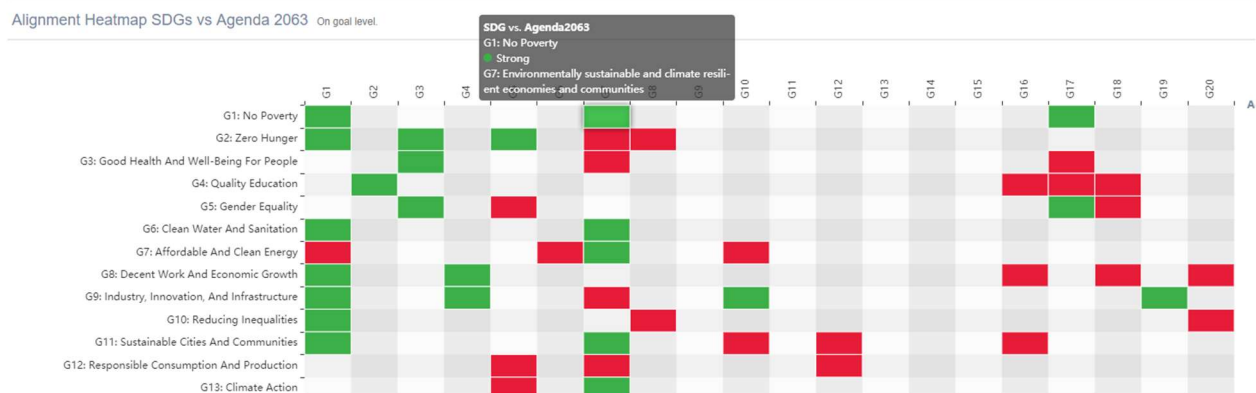 Alignment Heatmap SDGs vs Agenda 2063 On goal level.
SDG vs. Agenda2063
G1: No Poverty
Strong
G7: Environmentally sustainable and climate resili-
ent economies and communities
G1 G2 G3 G4 G8 G10 G11 G12 G13 G14 G15 G16 G17 G18 G19 G20
A
G1: No Poverty
G2: Zero Hunger
G3: Good Health And Well-Being For People
G4: Quality Education
G5: Gender Equality
G6: Clean Water And Sanitation
G7: Affordable And Clean Energy
G8: Decent Work And Economic Growth
G9: Industry, Innovation, And Infrastructure
G10: Reducing Inequalities
G11: Sustainable Cities And Communities
G12: Responsible Consumption And Production
G13: Climate Action